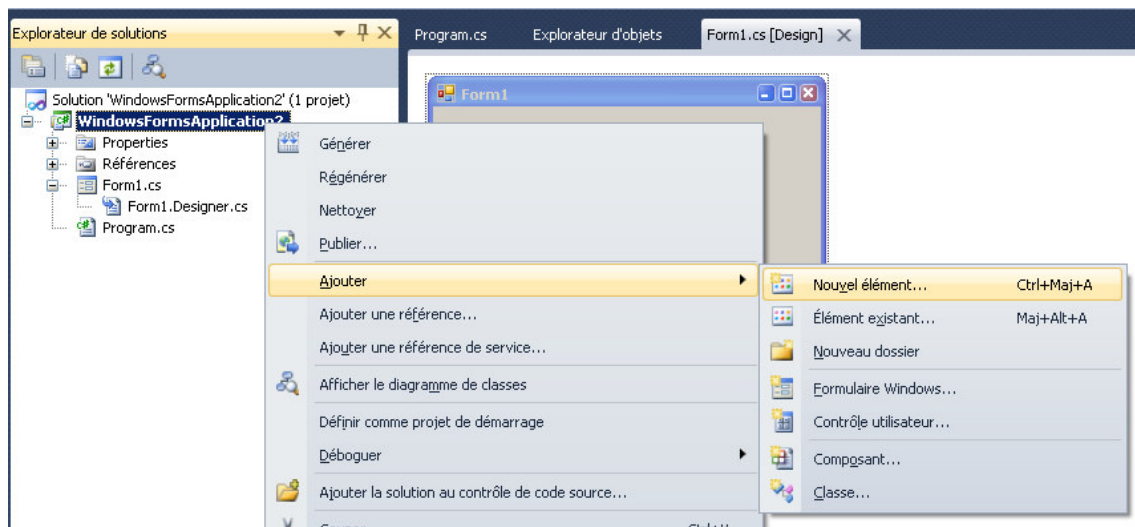 Explorateur de solutions
Program.cs
Explorateur d'objets
Form1.cs [Design]
Solution 'WindowsFormsApplication2' (1 projet)
WindowsFormsApplication2
Properties
Références
Form1.cs
Form1.Designer.cs
Program.cs
Form1
Générer
Régénérer
Nettoyer
Publier...
Ajouter
Ajouter une référence...
Ajouter une référence de service...
Afficher le diagramme de classes
Définir comme projet de démarrage
Déboguer
Ajouter la solution au contrôle de code source...
Nouvel élément... Ctrl+Maj+A
Élément existant... Maj+Alt+A
Nouveau dossier
Formulaire Windows...
Contrôle utilisateur...
Composant...
Classe...